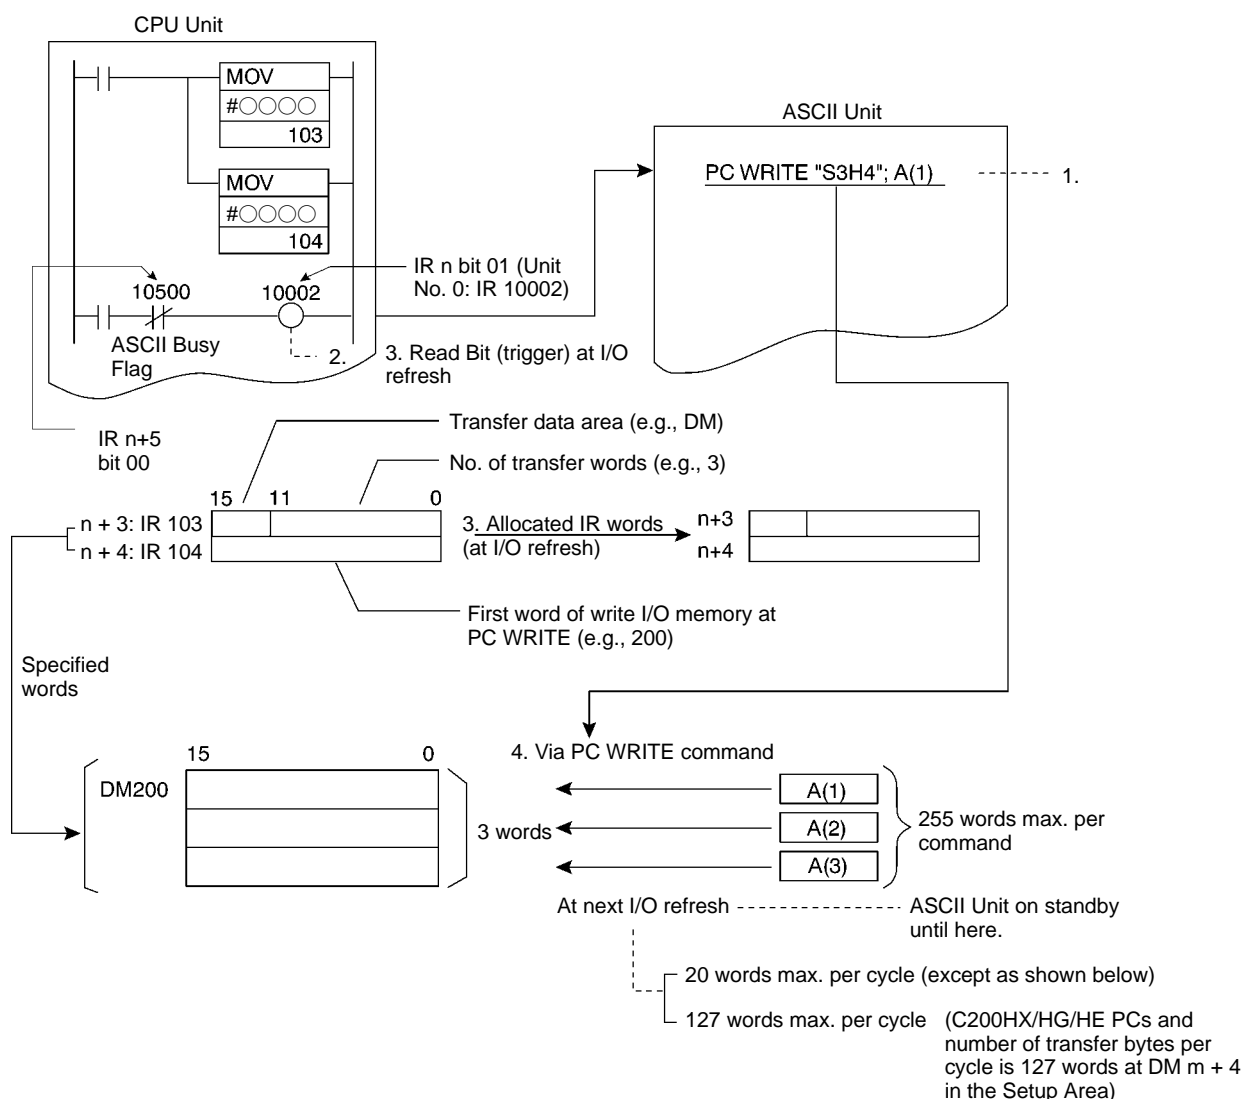 CPU Unit
MOV
#○○○○
103
MOV
#○○○○
104
ASCII Unit
PC WRITE "S3H4"; A(1)
1.
IR n bit 01 (Unit
No. 0: IR 10002)
10500
10002
ASCII Busy
Flag
2.
3. Read Bit (trigger) at I/O
refresh
IR n+5
bit 00
Transfer data area (e.g., DM)
No. of transfer words (e.g., 3)
15 11 0
n + 3: IR 103
n + 4: IR 104
3. Allocated IR words
(at I/O refresh)
n+3
n+4
First word of write I/O memory at
PC WRITE (e.g., 200)
Specified
words
15 0
DM200
3 words
4. Via PC WRITE command
A(1)
A(2)
A(3)
255 words max. per
command
At next I/O refresh
ASCII Unit on standby
until here.
20 words max. per cycle (except as shown below)
127 words max. per cycle (C200HX/HG/HE PCs and
number of transfer bytes per
cycle is 127 words at DM m + 4
in the Setup Area)